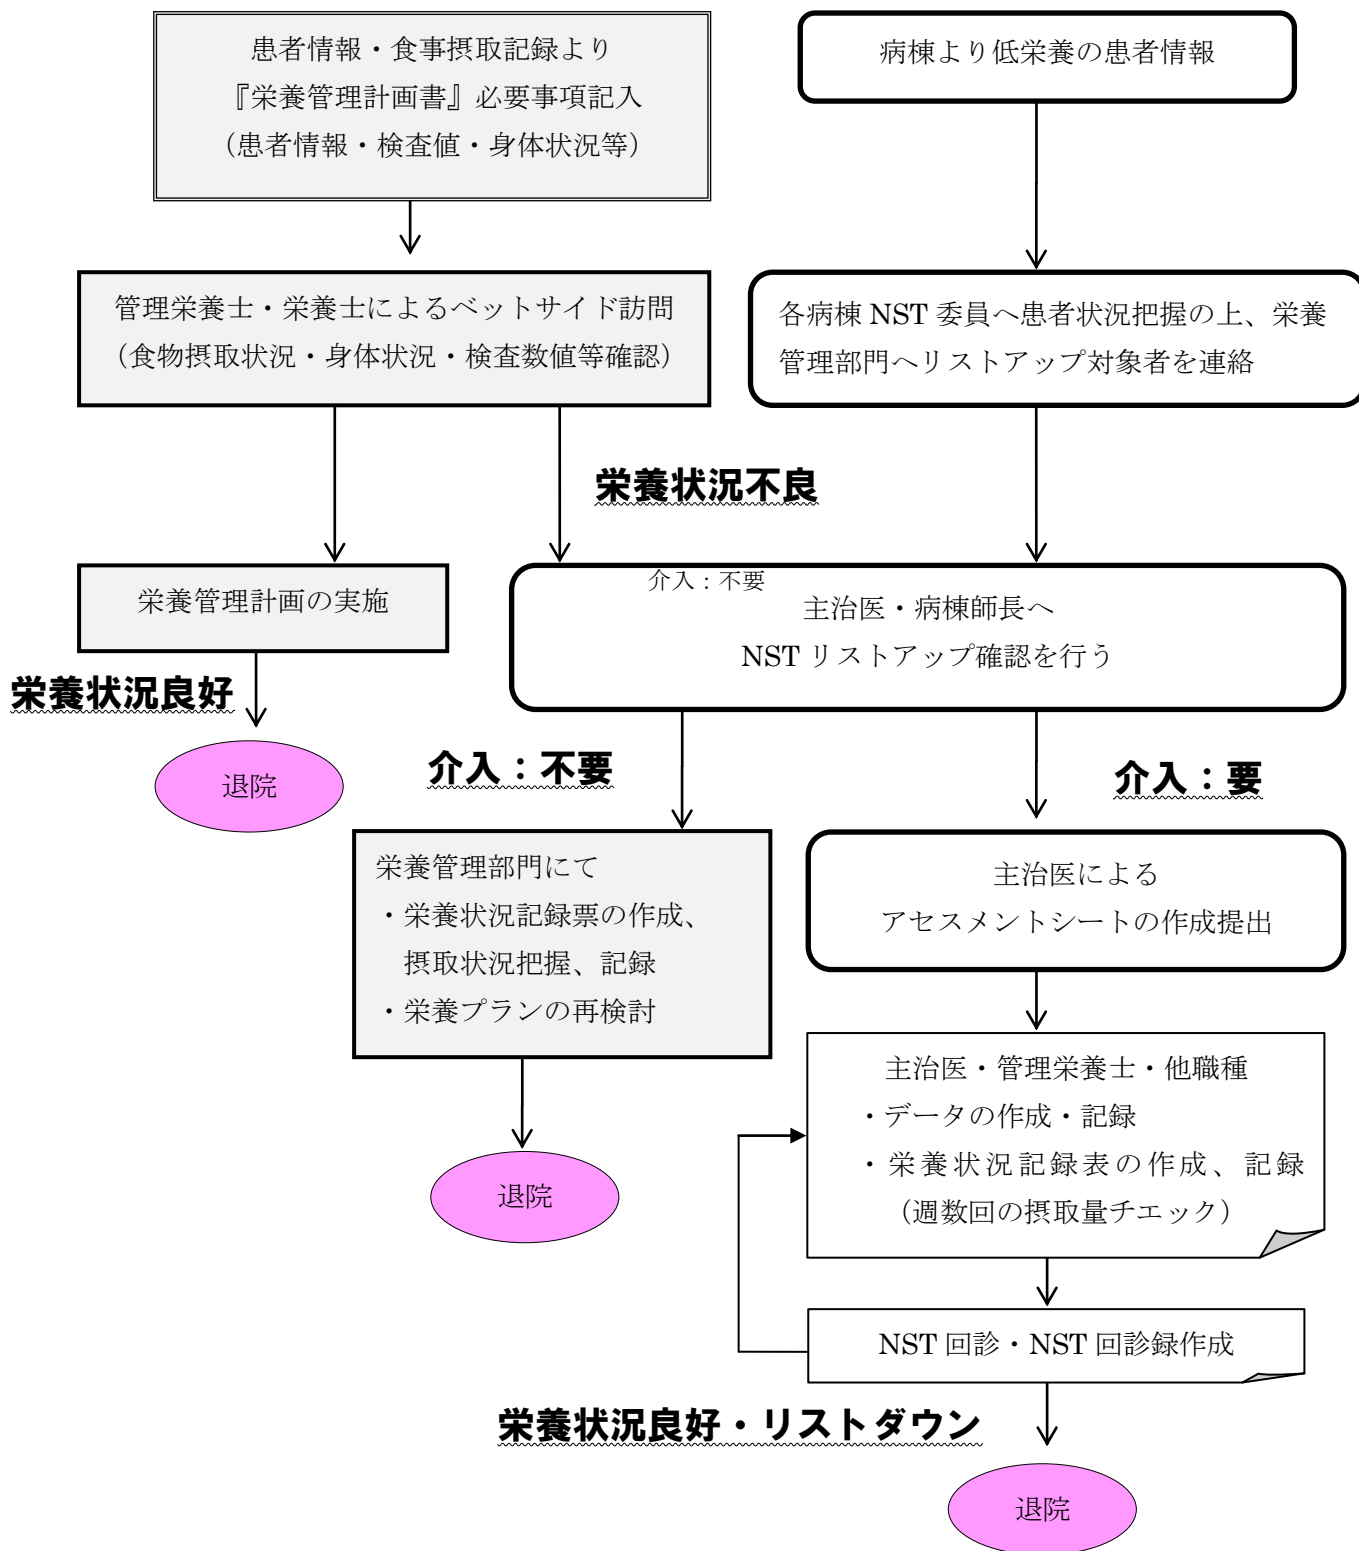 患者情報・食事摂取記録より
『栄養管理計画書』必要事項記入
（患者情報・検査値・身体状況等）
病棟より低栄養の患者情報
管理栄養士・栄養士によるベットサイド訪問
（食物摂取状況・身体状況・検査数値等確認）
各病棟 NST 委員へ患者状況把握の上、栄養
管理部門へリストアップ対象者を連絡
栄養状況不良
栄養管理計画の実施
介入：不要
主治医・病棟師長へ
NST リストアップ確認を行う
栄養状況良好
退院
介入：不要
介入：要
栄養管理部門にて
・栄養状況記録票の作成、
摂取状況把握、記録
・栄養プランの再検討
主治医による
アセスメントシートの作成提出
主治医・管理栄養士・他職種
・データの作成・記録
・栄養状況記録表の作成、記録
（週数回の摂取量チエック）
退院
NST 回診・NST 回診録作成
栄養状況良好・リストダウン
退院